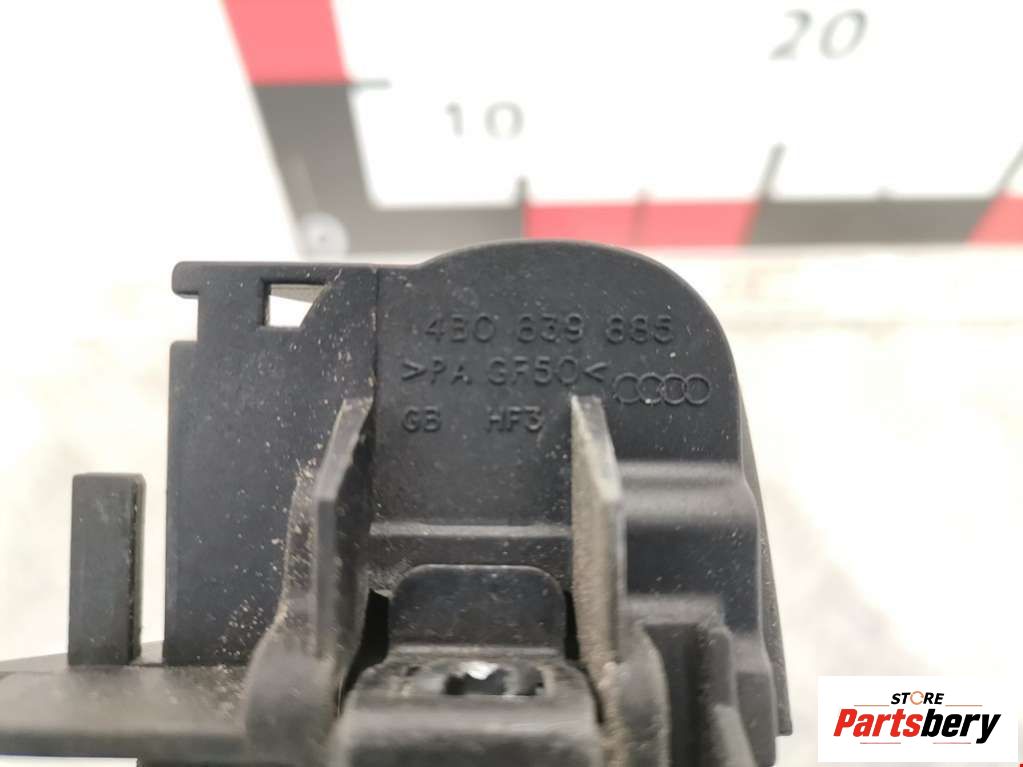 20
10
4B0 839 885
>PA GF50<
GB HF3
STORE
Partsbery